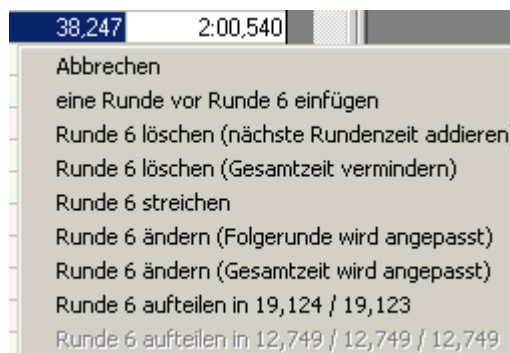 38,247 2:00,540
Abbrechen
eine Runde vor Runde 6 einfügen
Runde 6 löschen (nächste Rundenzeit addieren)
Runde 6 löschen (Gesamtzeit vermindern)
Runde 6 streichen
Runde 6 ändern (Folgerunde wird angepasst)
Runde 6 ändern (Gesamtzeit wird angepasst)
Runde 6 aufteilen in 19,124 / 19,123
Runde 6 aufteilen in 12,749 / 12,749 / 12,749